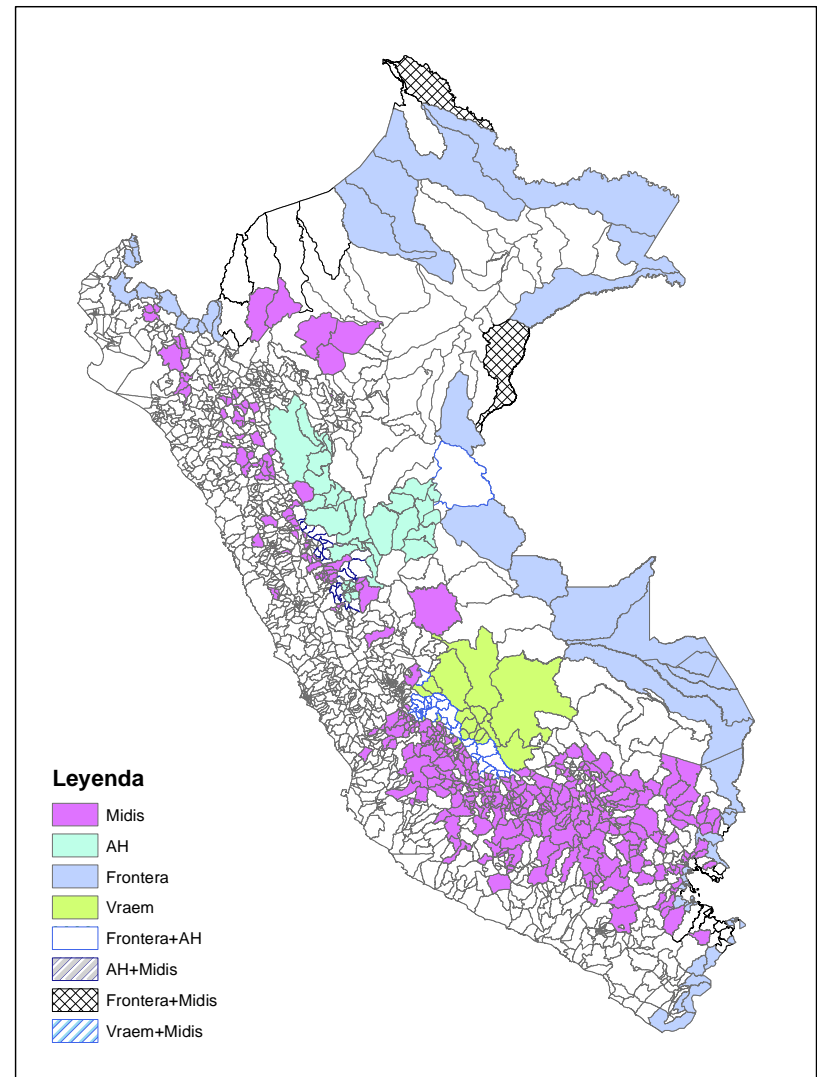 Leyenda
Midis
AH
Frontera
Vraem
Frontera+AH
AH+Midis
Frontera+Midis
Vraem+Midis